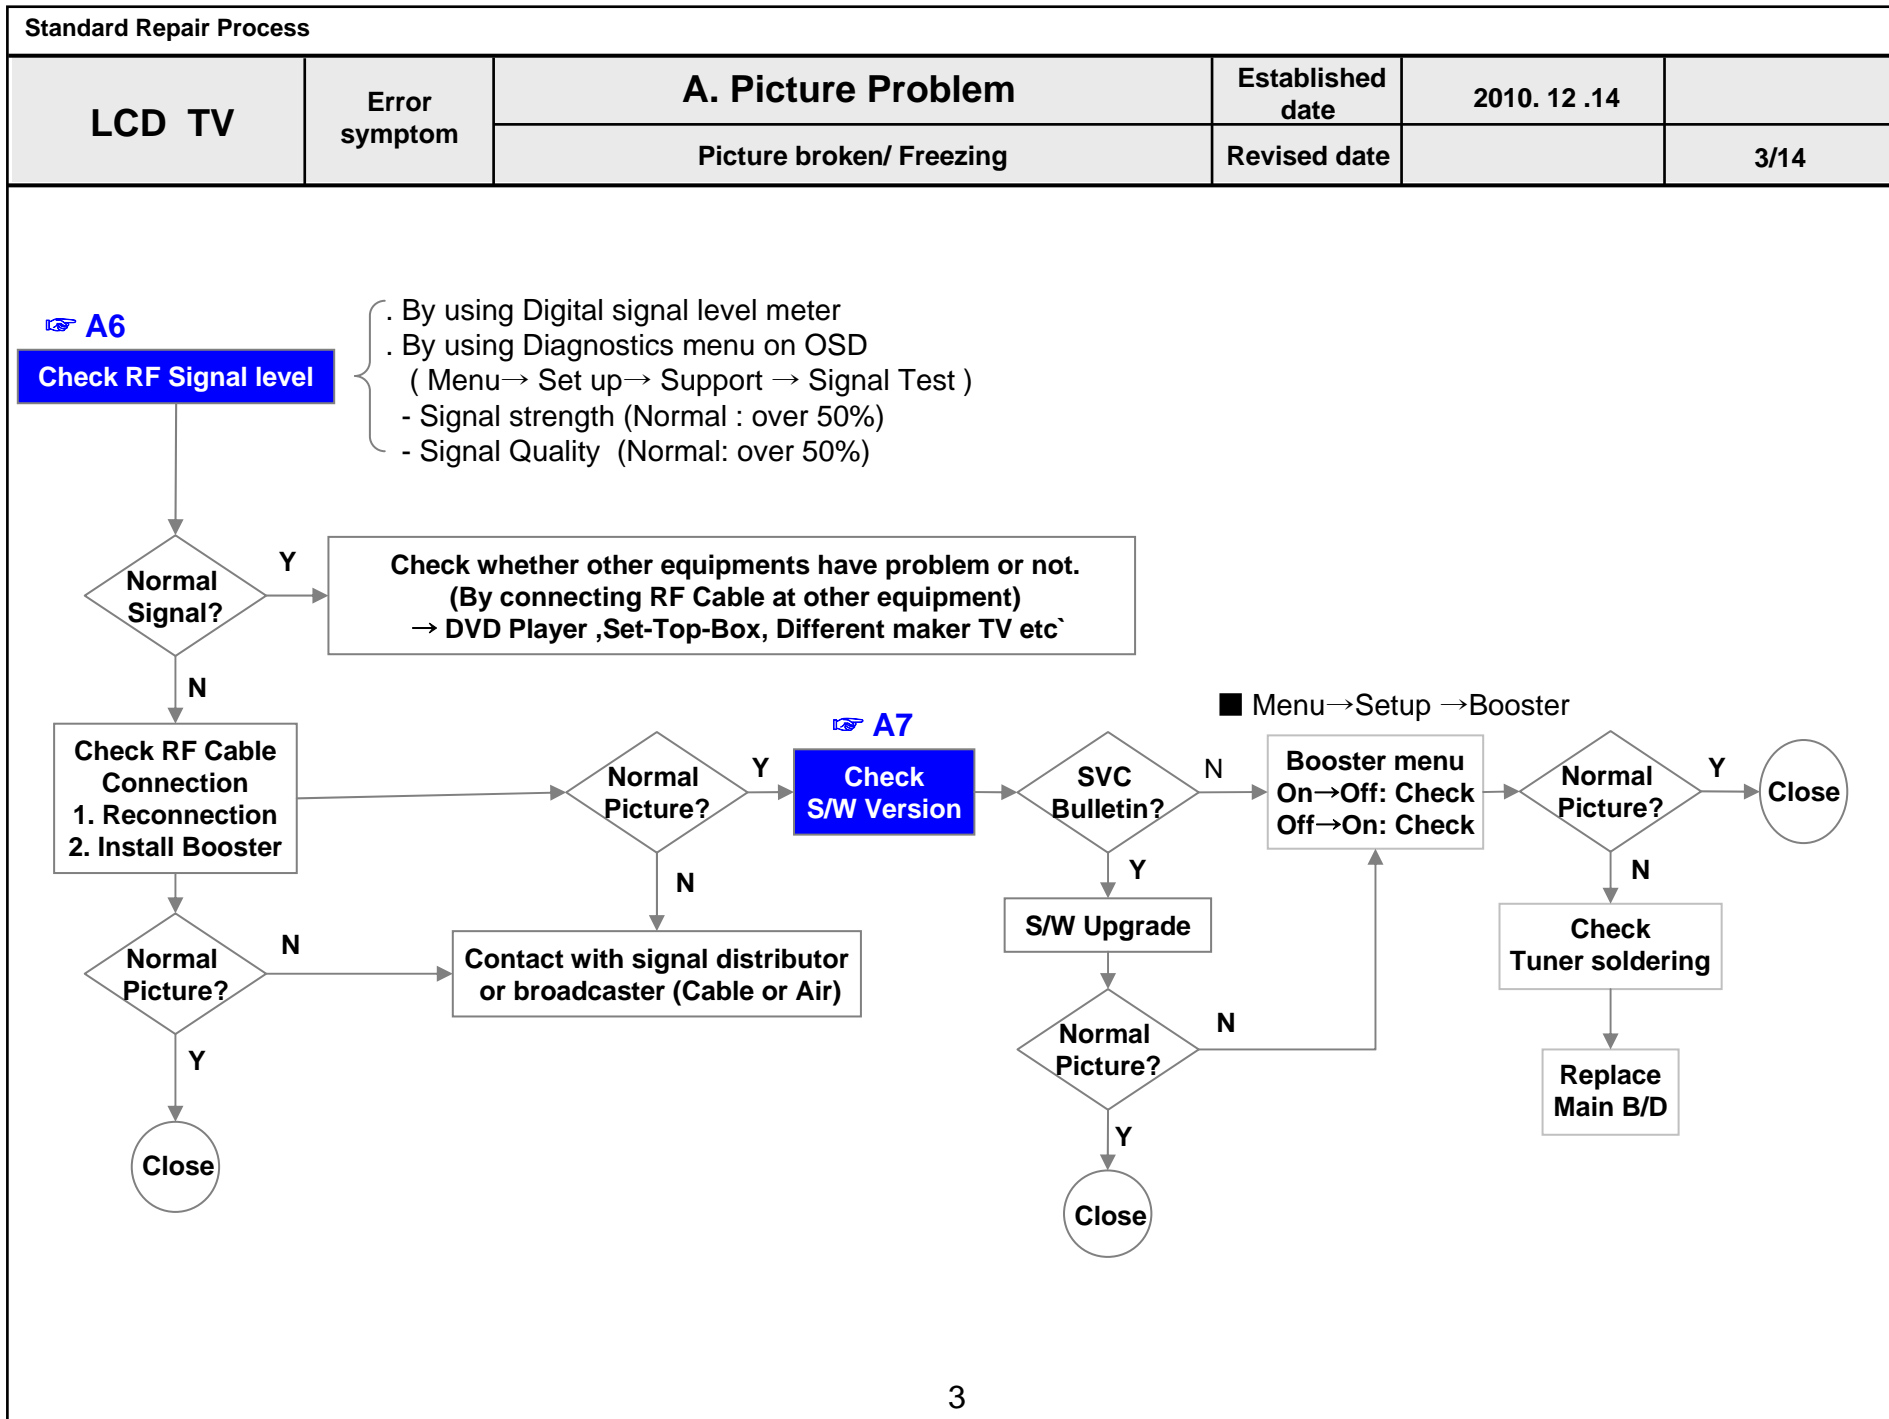 Standard Repair Process
LCD TV
Error
symptom
A. Picture Problem
Established
date
2010. 12 .14
Picture broken/ Freezing
Revised date
3/14
☞ A6
Check RF Signal level
. By using Digital signal level meter
. By using Diagnostics menu on OSD
( Menu→ Set up→ Support → Signal Test )
- Signal strength (Normal : over 50%)
- Signal Quality (Normal: over 50%)
Normal
Signal?
Y
Check whether other equipments have problem or not.
(By connecting RF Cable at other equipment)
→ DVD Player ,Set-Top-Box, Different maker TV etc`
N
Check RF Cable
Connection
1. Reconnection
2. Install Booster
Normal
Picture?
Y
☞ A7
Check
S/W Version
SVC
Bulletin?
N
■ Menu→Setup →Booster
Booster menu
On→Off: Check
Off→On: Check
Normal
Picture?
Y
Close
N
Y
N
S/W Upgrade
Check
Tuner soldering
Normal
Picture?
N
Contact with signal distributor
or broadcaster (Cable or Air)
Normal
Picture?
N
Y
Replace
Main B/D
Y
Close
Close
3